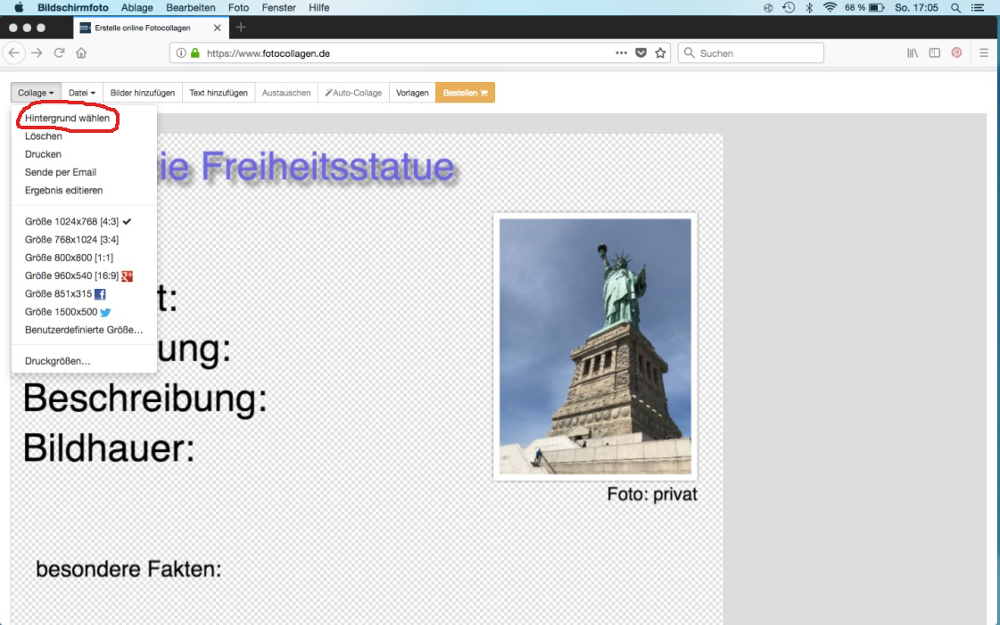 Bildschirmfoto Ablage Bearbeiten Foto Fenster Hilfe 68 % So. 17:05
Erstelle online Fotocollagen
https://www.fotocollagen.de Suchen
Collage Datei Bilder hinzufügen Text hinzufügen Austauschen Auto-Collage Vorlagen Bestellen
Hintergrund wählen
Löschen
Drucken
Sende per Email
Ergebnis editieren
Größe 1024x768 [4:3]
Größe 768x1024 [3:4]
Größe 800x800 [1:1]
Größe 960x540 [16:9] g+
Größe 851x315 f
Größe 1500x500
Benutzerdefinierte Größe...
Druckgrößen...
ie Freiheitsstatue
t:
ung:
Beschreibung:
Bildhauer:
Foto: privat
besondere Fakten: